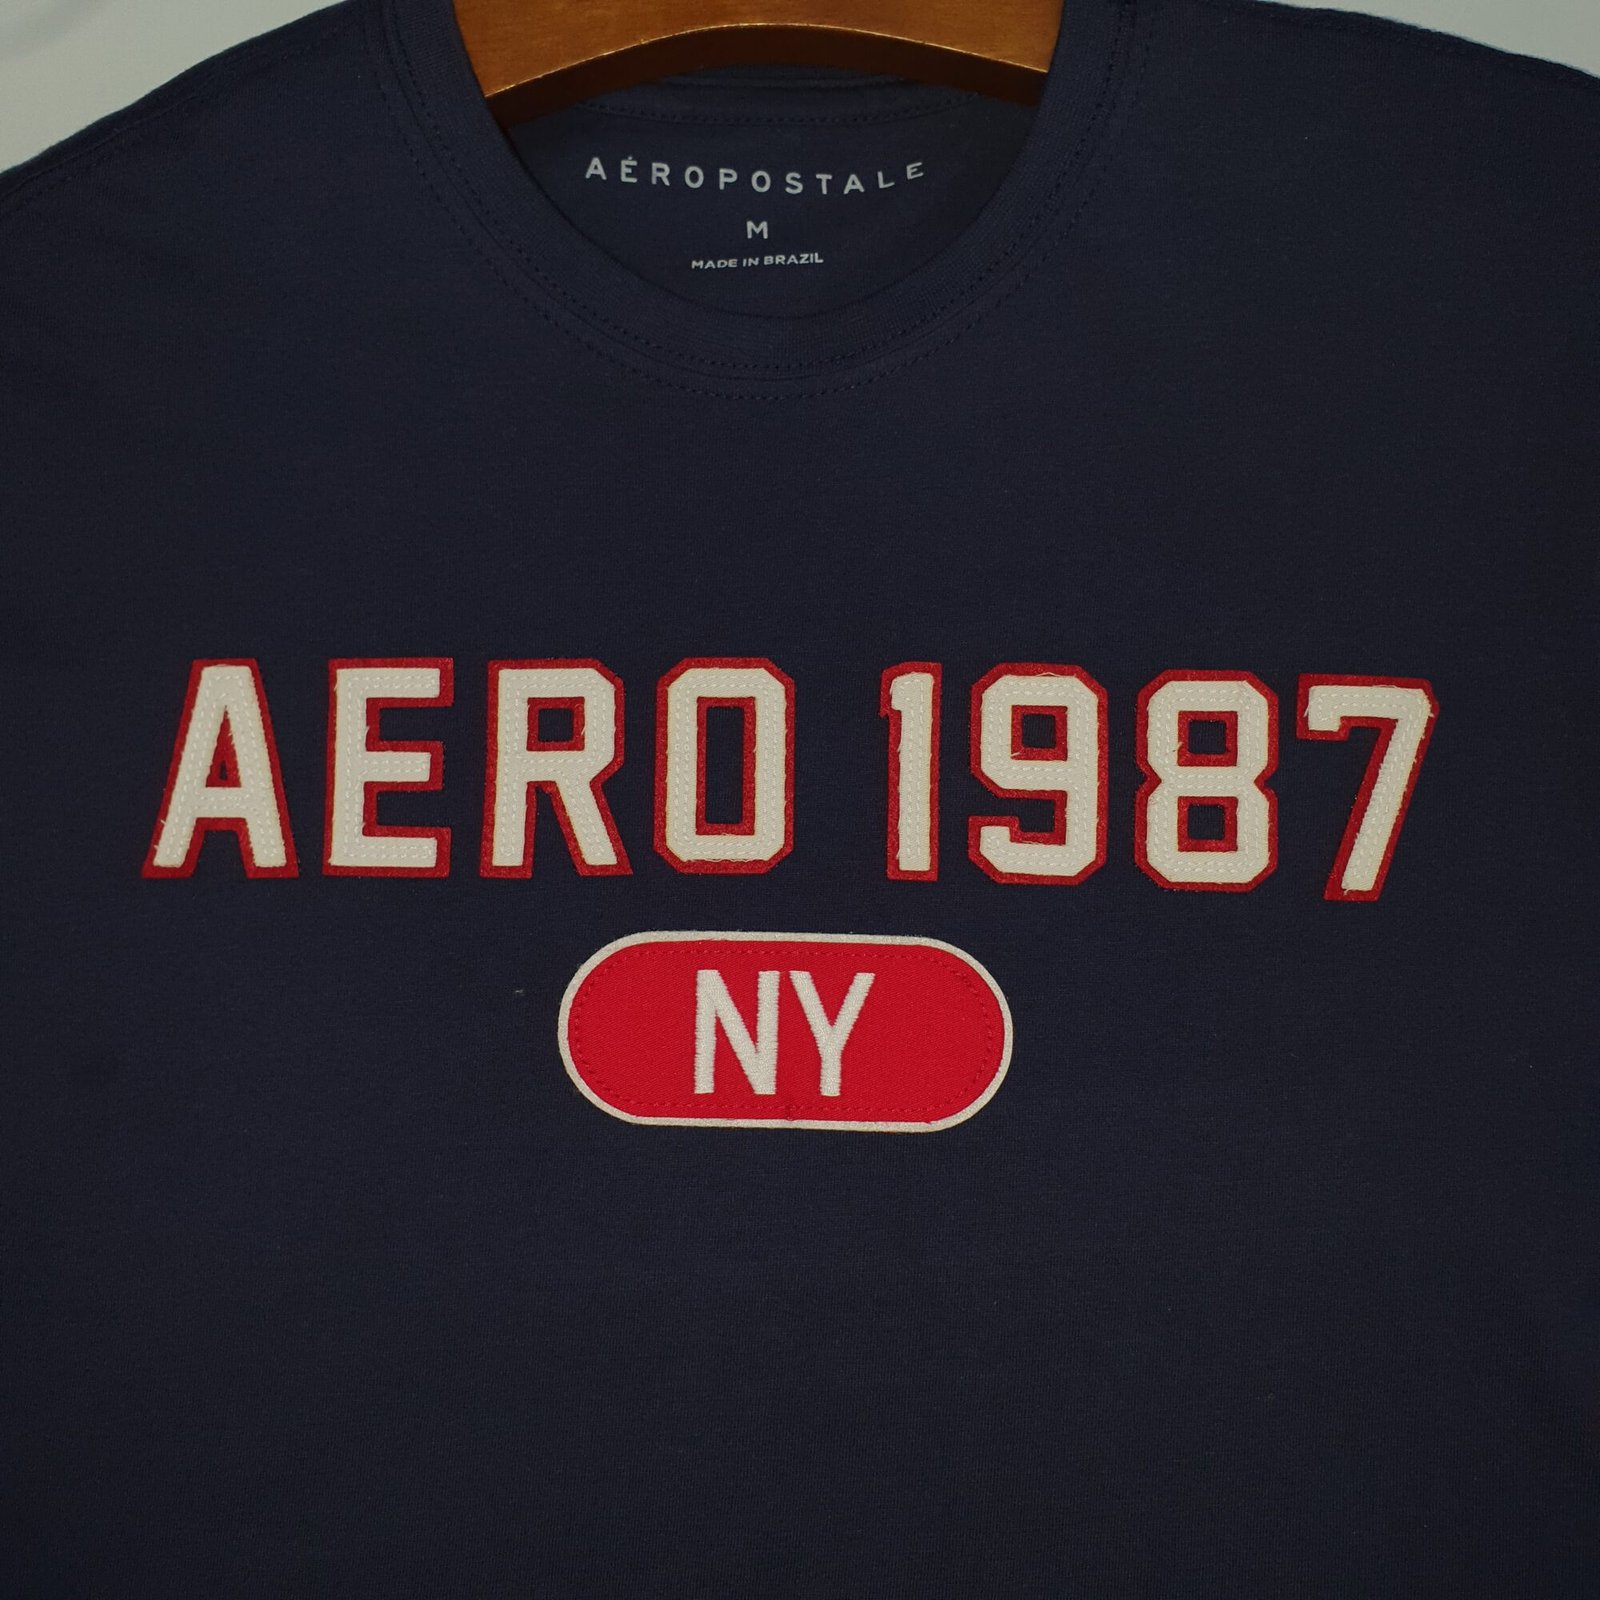 AÉROPOSTALE
M
MADE IN BRAZIL
AERO 1987
NY